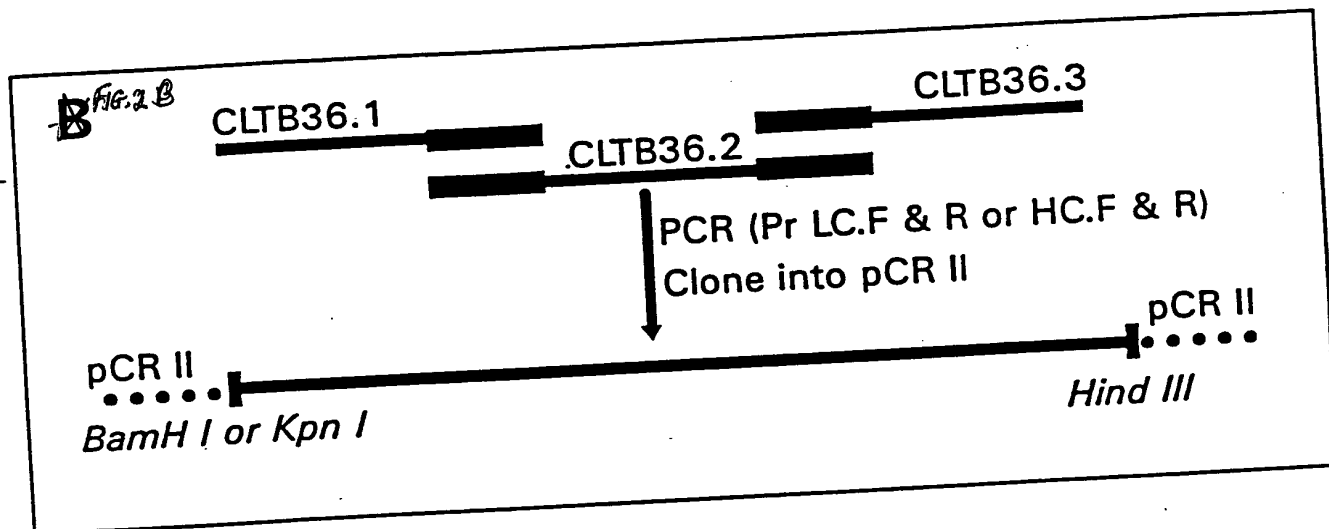 B FIG. 2 B
CLTB36.1
CLTB36.3
CLTB36.2
PCR (Pr LC.F & R or HC.F & R)
Clone into pCR II
pCR II
pCR II
BamH I or Kpn I
Hind III